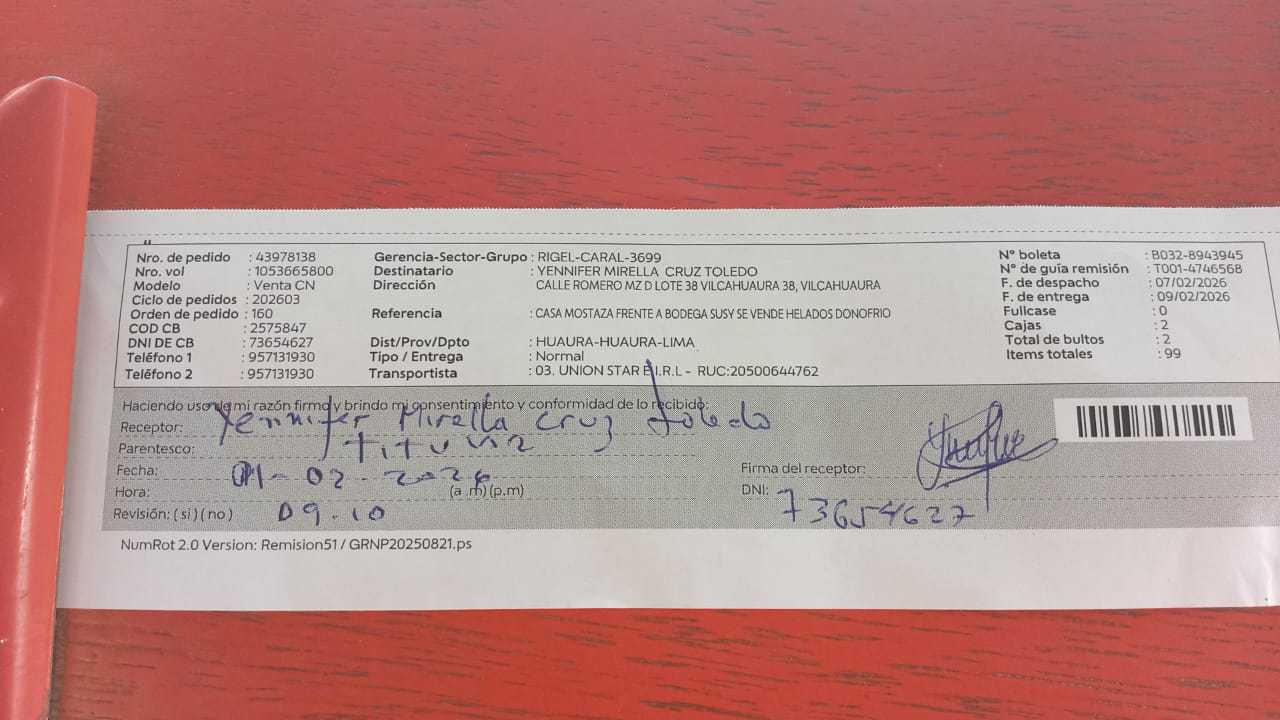 Nro. de pedido : 43978138 Gerencia-Sector-Grupo : RIGEL-CARAL-3699 N° boleta : B032-8943945
Nro. vol : 1053665800 Destinatario : YENNIFER MIRELLA CRUZ TOLEDO N° de guía remisión : T001-4746568
Modelo : Venta CN Dirección CALLE ROMERO MZ D LOTE 38 VILCAHUAURA 38, VILCAHUAURA F. de despacho : 07/02/2026
Ciclo de pedidos : 202603 F. de entrega : 09/02/2026
Orden de pedido : 160 Referencia : CASA MOSTAZA FRENTE A BODEGA SUSY SE VENDE HELADOS DONOFRIO Fullcase : 0
COD CB : 2575847 Cajas : 2
DNI DE CB : 73654627 Dist/Prov/Dpto : HUAURA-HUAURA-LIMA Total de bultos : 2
Teléfono 1 : 957131930 Tipo / Entrega : Normal Items totales : 99
Teléfono 2 : 957131930 Transportista : 03. UNION STAR E.I.R.L - RUC:20500644762
Haciendo uso de mi razón firmo y brindo mi consentimiento y conformidad de lo recibido:
Receptor: Yennifer Mirella Cruz Toledo
Parentesco: titular
Fecha: 02-2026 Firma del receptor:
Hora: (a .m) (p.m) DNI: 73654627
Revisión: ( si ) ( no ) 09-10
NumRot 2.0 Version: Remision51 / GRNP20250821.ps